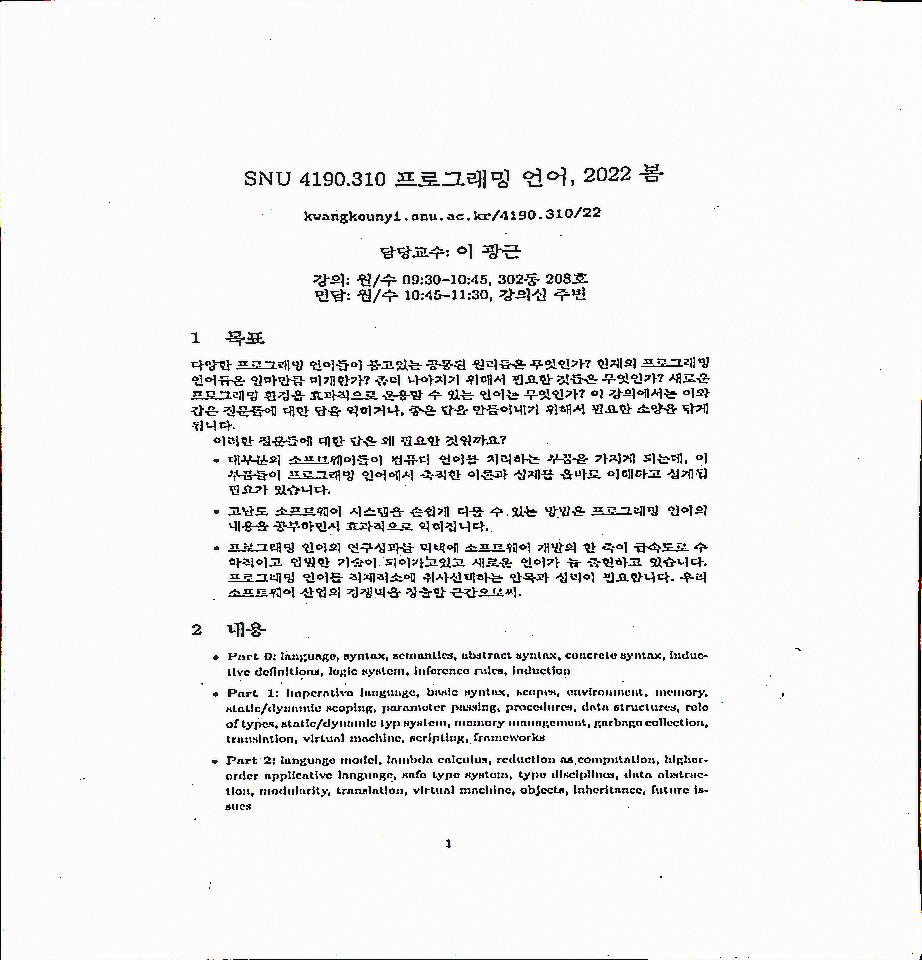 SNU 4190.310 프로그래밍 언어, 2022 봄
kwangkeunyi.snu.ac.kr/4190.310/22
담당교수: 이 광근
강의: 월/수 09:30-10:45, 302동 208호
면담: 월/수 10:45-11:30, 강의실 주변
1 목표
다양한 프로그래밍 언어들이 품고있는 공통된 원리들은 무엇인가? 현재의 프로그래밍
언어들은 얼마만큼 미개한가? 좀더 나아지기 위해서 필요한 것들은 무엇인가? 새로운
프로그래밍 환경을 효과적으로 운용할 수 있는 언어는 무엇인가? 이 강의에서는 이와
같은 질문들에 대한 답을 익히거나, 좋은 답을 만들어내기 위해서 필요한 소양을 닦게
됩니다.
이러한 질문들에 대한 답은 왜 필요한 것일까요?
• 대부분의 소프트웨어들이 컴퓨터 언어를 처리하는 부품을 가지게 되는데, 이
부품들이 프로그래밍 언어에서 축적한 이론과 실제를 올바로 이해하고 설계될
필요가 있습니다.
• 고난도 소프트웨어 시스템을 손쉽게 다룰 수 있는 방법은 프로그래밍 언어의
내용을 공부하면서 효과적으로 익혀집니다.
• 프로그래밍 언어의 연구성과들 덕택에 소프트웨어 개발의 한 축이 급속도로 수
학적이고 엄밀한 기술이 되어가고있고 새로운 언어가 늘 출현하고 있습니다.
프로그래밍 언어를 적재적소에 취사선택하는 안목과 실력이 필요합니다. 우리
소프트웨어 산업의 경쟁력을 창출할 근간으로써.
2 내용
• Part 0: language, syntax, semantics, abstract syntax, concrete syntax, induc-
tive definitions, logic system, inference rules, induction
• Part 1: imperative language, basic syntax, scopes, environment, memory,
static/dynamic scoping, parameter passing, procedures, data structures, role
of types, static/dynamic typ system, memory management, garbage collection,
translation, virtual machine, scripting, frameworks
• Part 2: language model, lambda calculus, reduction as computation, higher-
order applicative language, safe type system, type disciplines, data abstrac-
tion, modularity, translation, virtual machine, objects, inheritance, future is-
sues
1